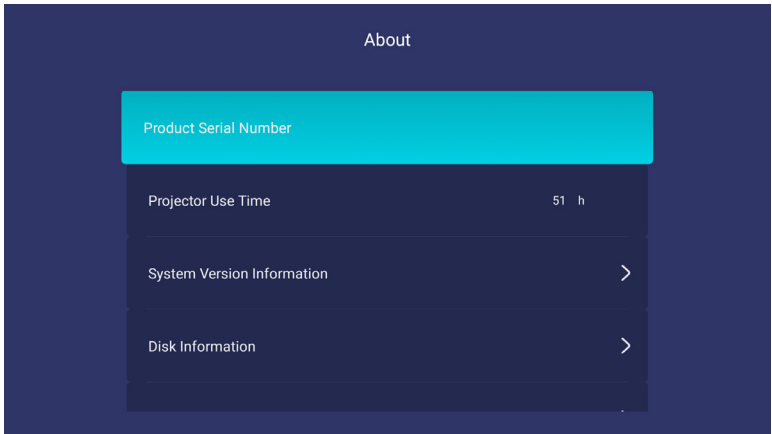 About
Product Serial Number
Projector Use Time 51 h
System Version Information
Disk Information